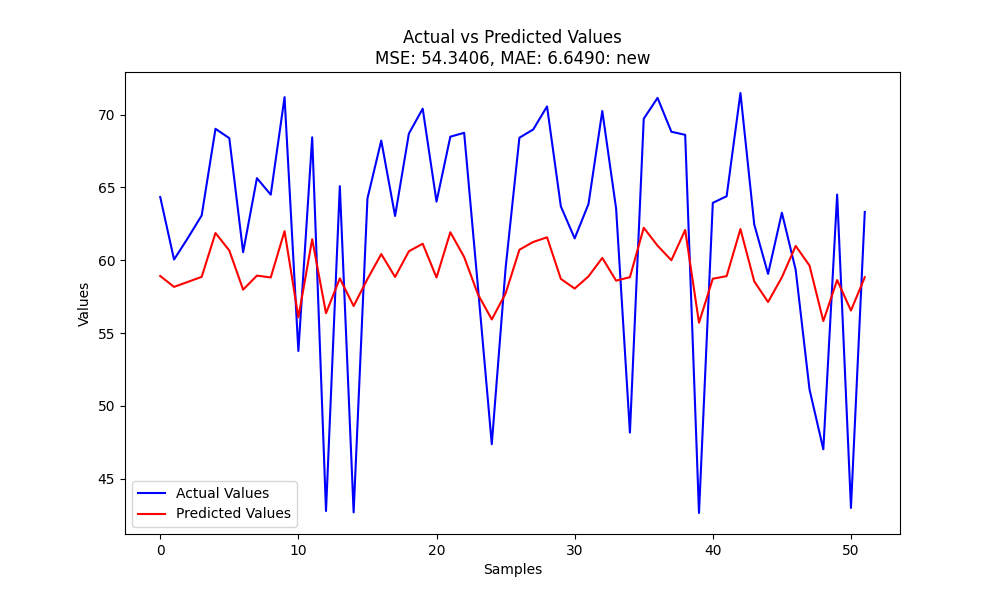 Actual vs Predicted Values
MSE: 54.3406, MAE: 6.6490: new
Values
70
65
60
55
50
45
Actual Values
Predicted Values
0 10 20 30 40 50
Samples